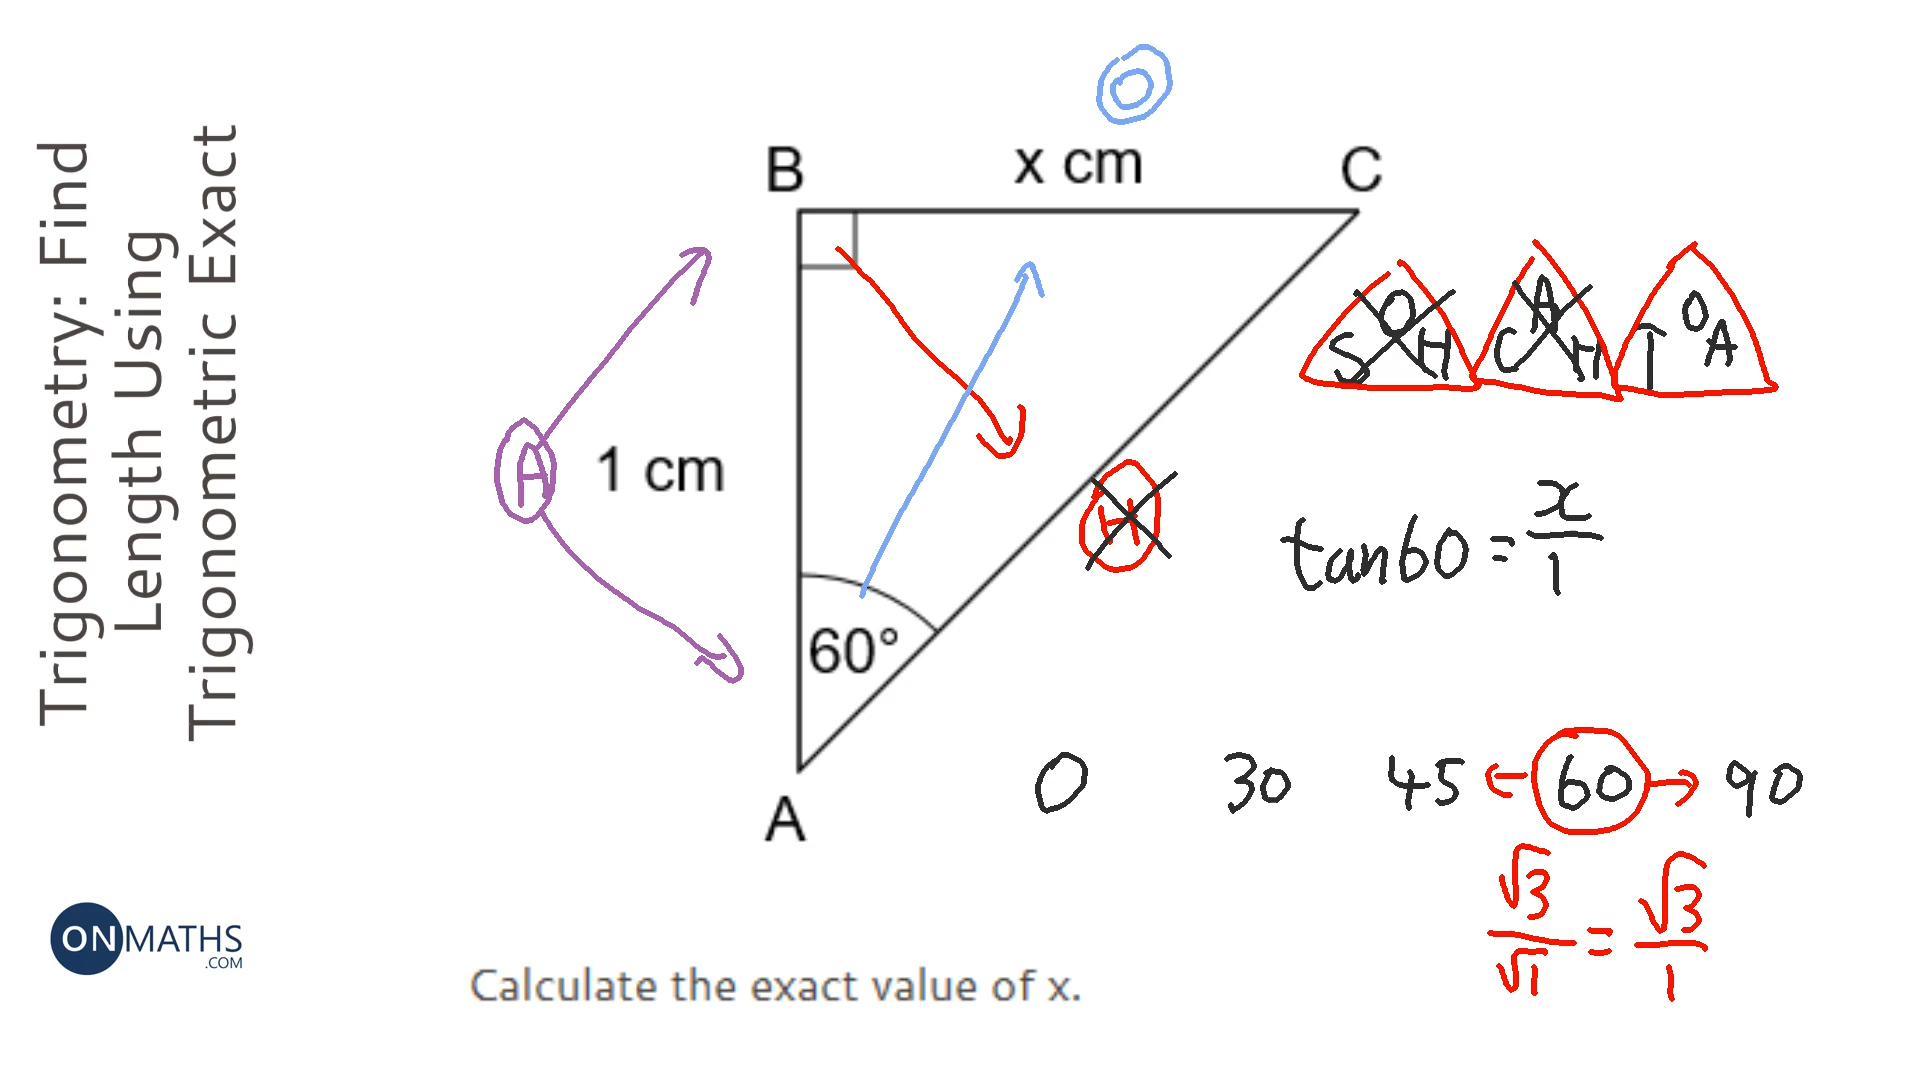 Trigonometry: Find
Length Using
Trigonometric Exact
O
B x cm C
O A O
S H C H T A
A 1 cm
H
x
tan60 = —
1
60°
0 30 45 ← 60 → 90
A
√3 = √3
√1 1
ONMATHS
.COM
Calculate the exact value of x.